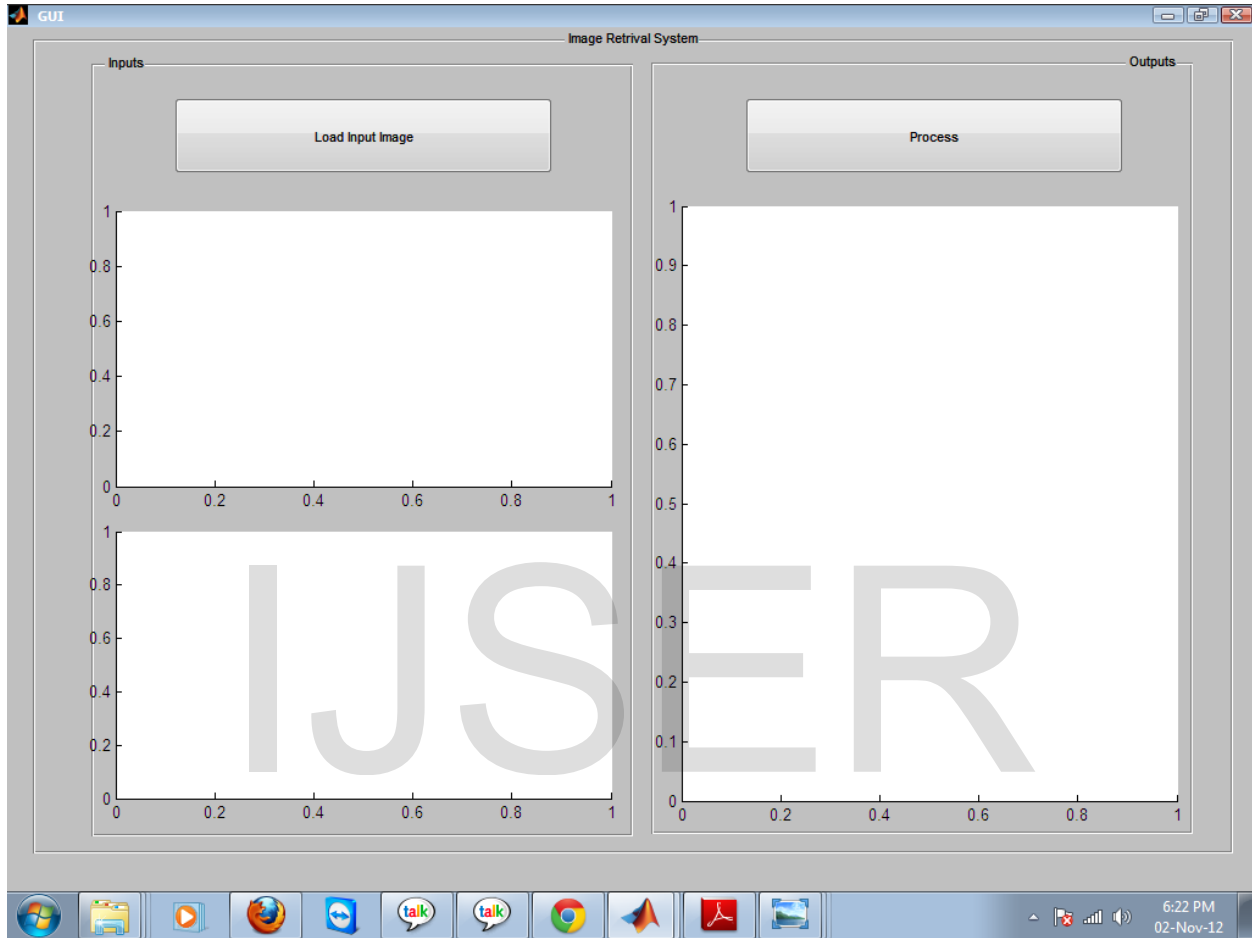 GUI
Image Retrival System
Inputs
Outputs
Load Input Image
Process
1
0.8
0.6
0.4
0.2
0
0 0.2 0.4 0.6 0.8 1
1
0.8
0.6
0.4
0.2
0
0 0.2 0.4 0.6 0.8 1
1
0.9
0.8
0.7
0.6
0.5
0.4
0.3
0.2
0.1
0
0 0.2 0.4 0.6 0.8 1
IJSER
talk
talk
6:22 PM
02-Nov-12